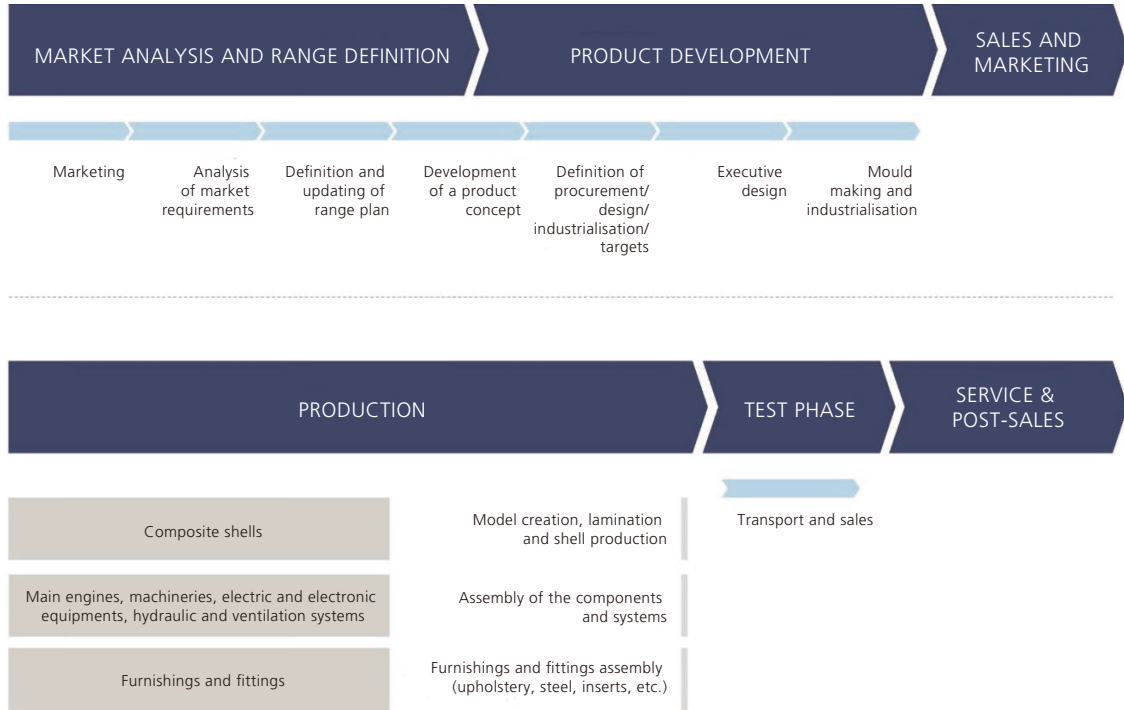 MARKET ANALYSIS AND RANGE DEFINITION
PRODUCT DEVELOPMENT
SALES AND
MARKETING
Marketing
Analysis
of market
requirements
Definition and
updating of
range plan
Development
of a product
concept
Definition of
procurement/
design/
industrialisation/
targets
Executive
design
Mould
making and
industrialisation
PRODUCTION
TEST PHASE
SERVICE &
POST-SALES
Composite shells
Model creation, lamination
and shell production
Transport and sales
Main engines, machineries, electric and electronic
equipments, hydraulic and ventilation systems
Assembly of the components
and systems
Furnishings and fittings
Furnishings and fittings assembly
(upholstery, steel, inserts, etc.)